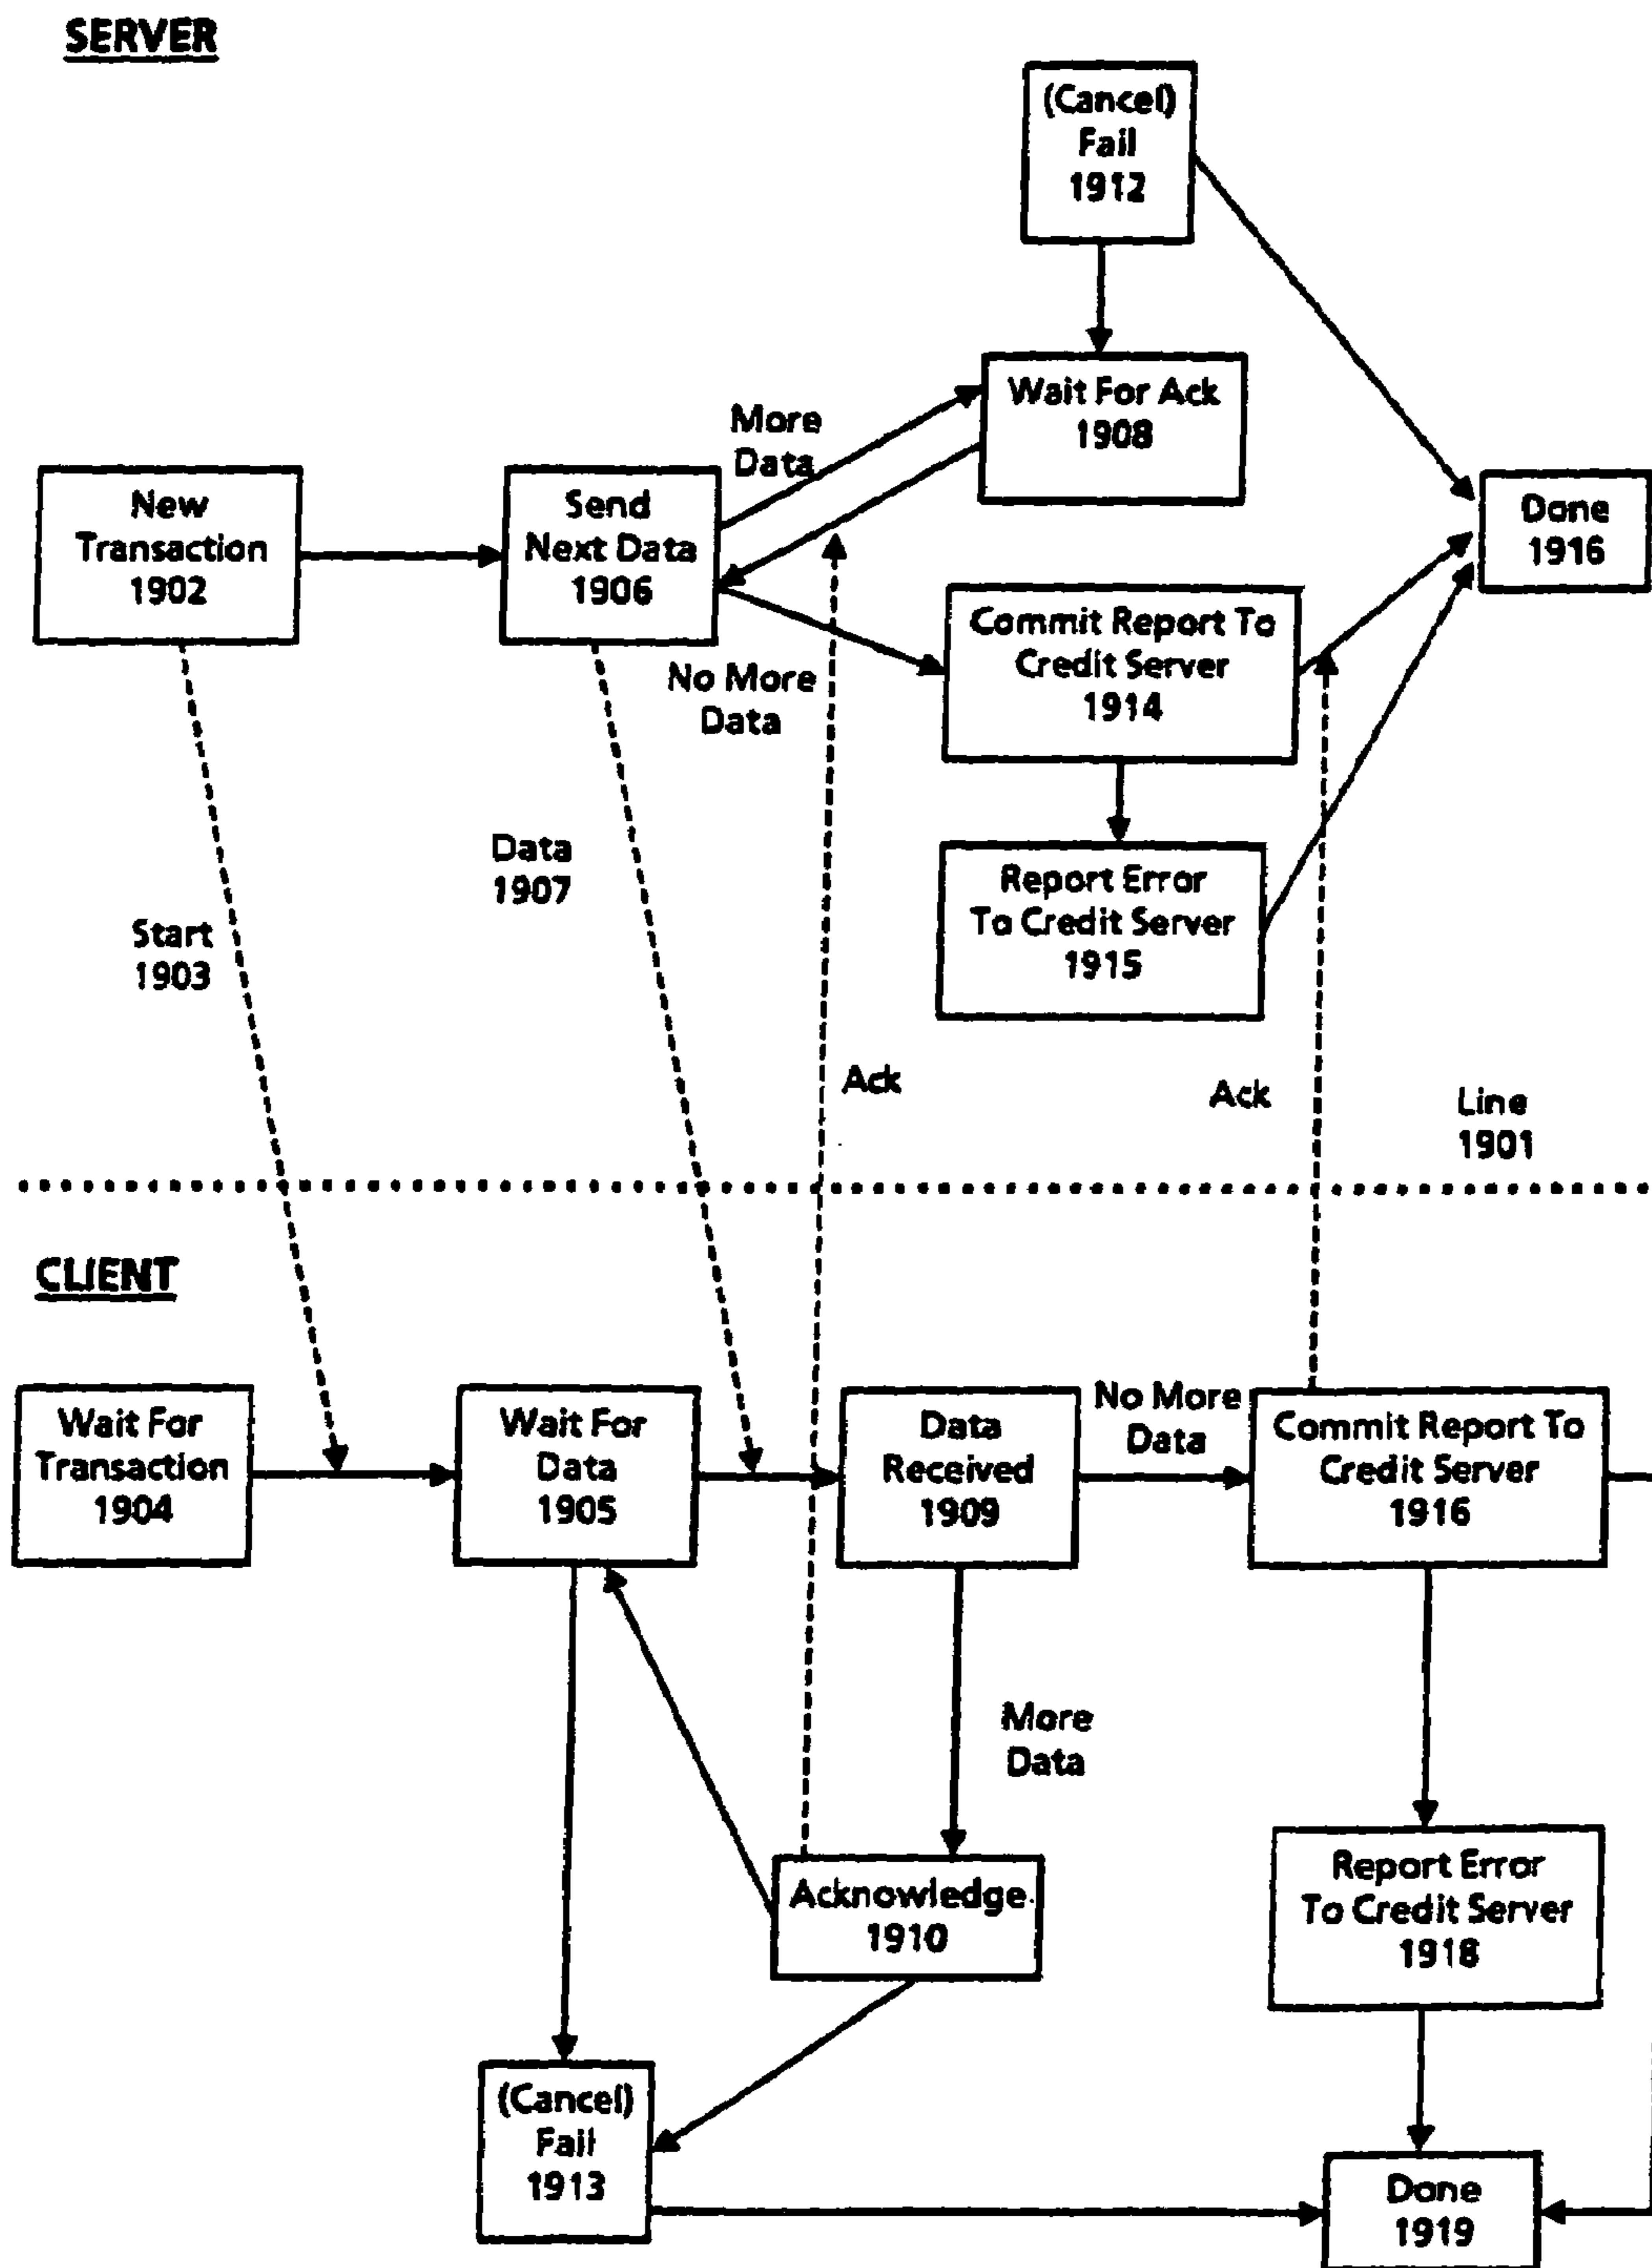 SERVER
(Cancel)
Fail
1912
Wait For Ack
1908
More
Data
New
Transaction
1902
Send
Next Data
1906
Done
1916
Commit Report To
Credit Server
1914
No More
Data
Report Error
To Credit Server
1915
Data
1907
Start
1903
Ack
Ack
Line
1901
CLIENT
Wait For
Transaction
1904
Wait For
Data
1905
Data
Received
1909
No More
Data
Commit Report To
Credit Server
1916
More
Data
Acknowledge
1910
Report Error
To Credit Server
1918
(Cancel)
Fail
1913
Done
1919